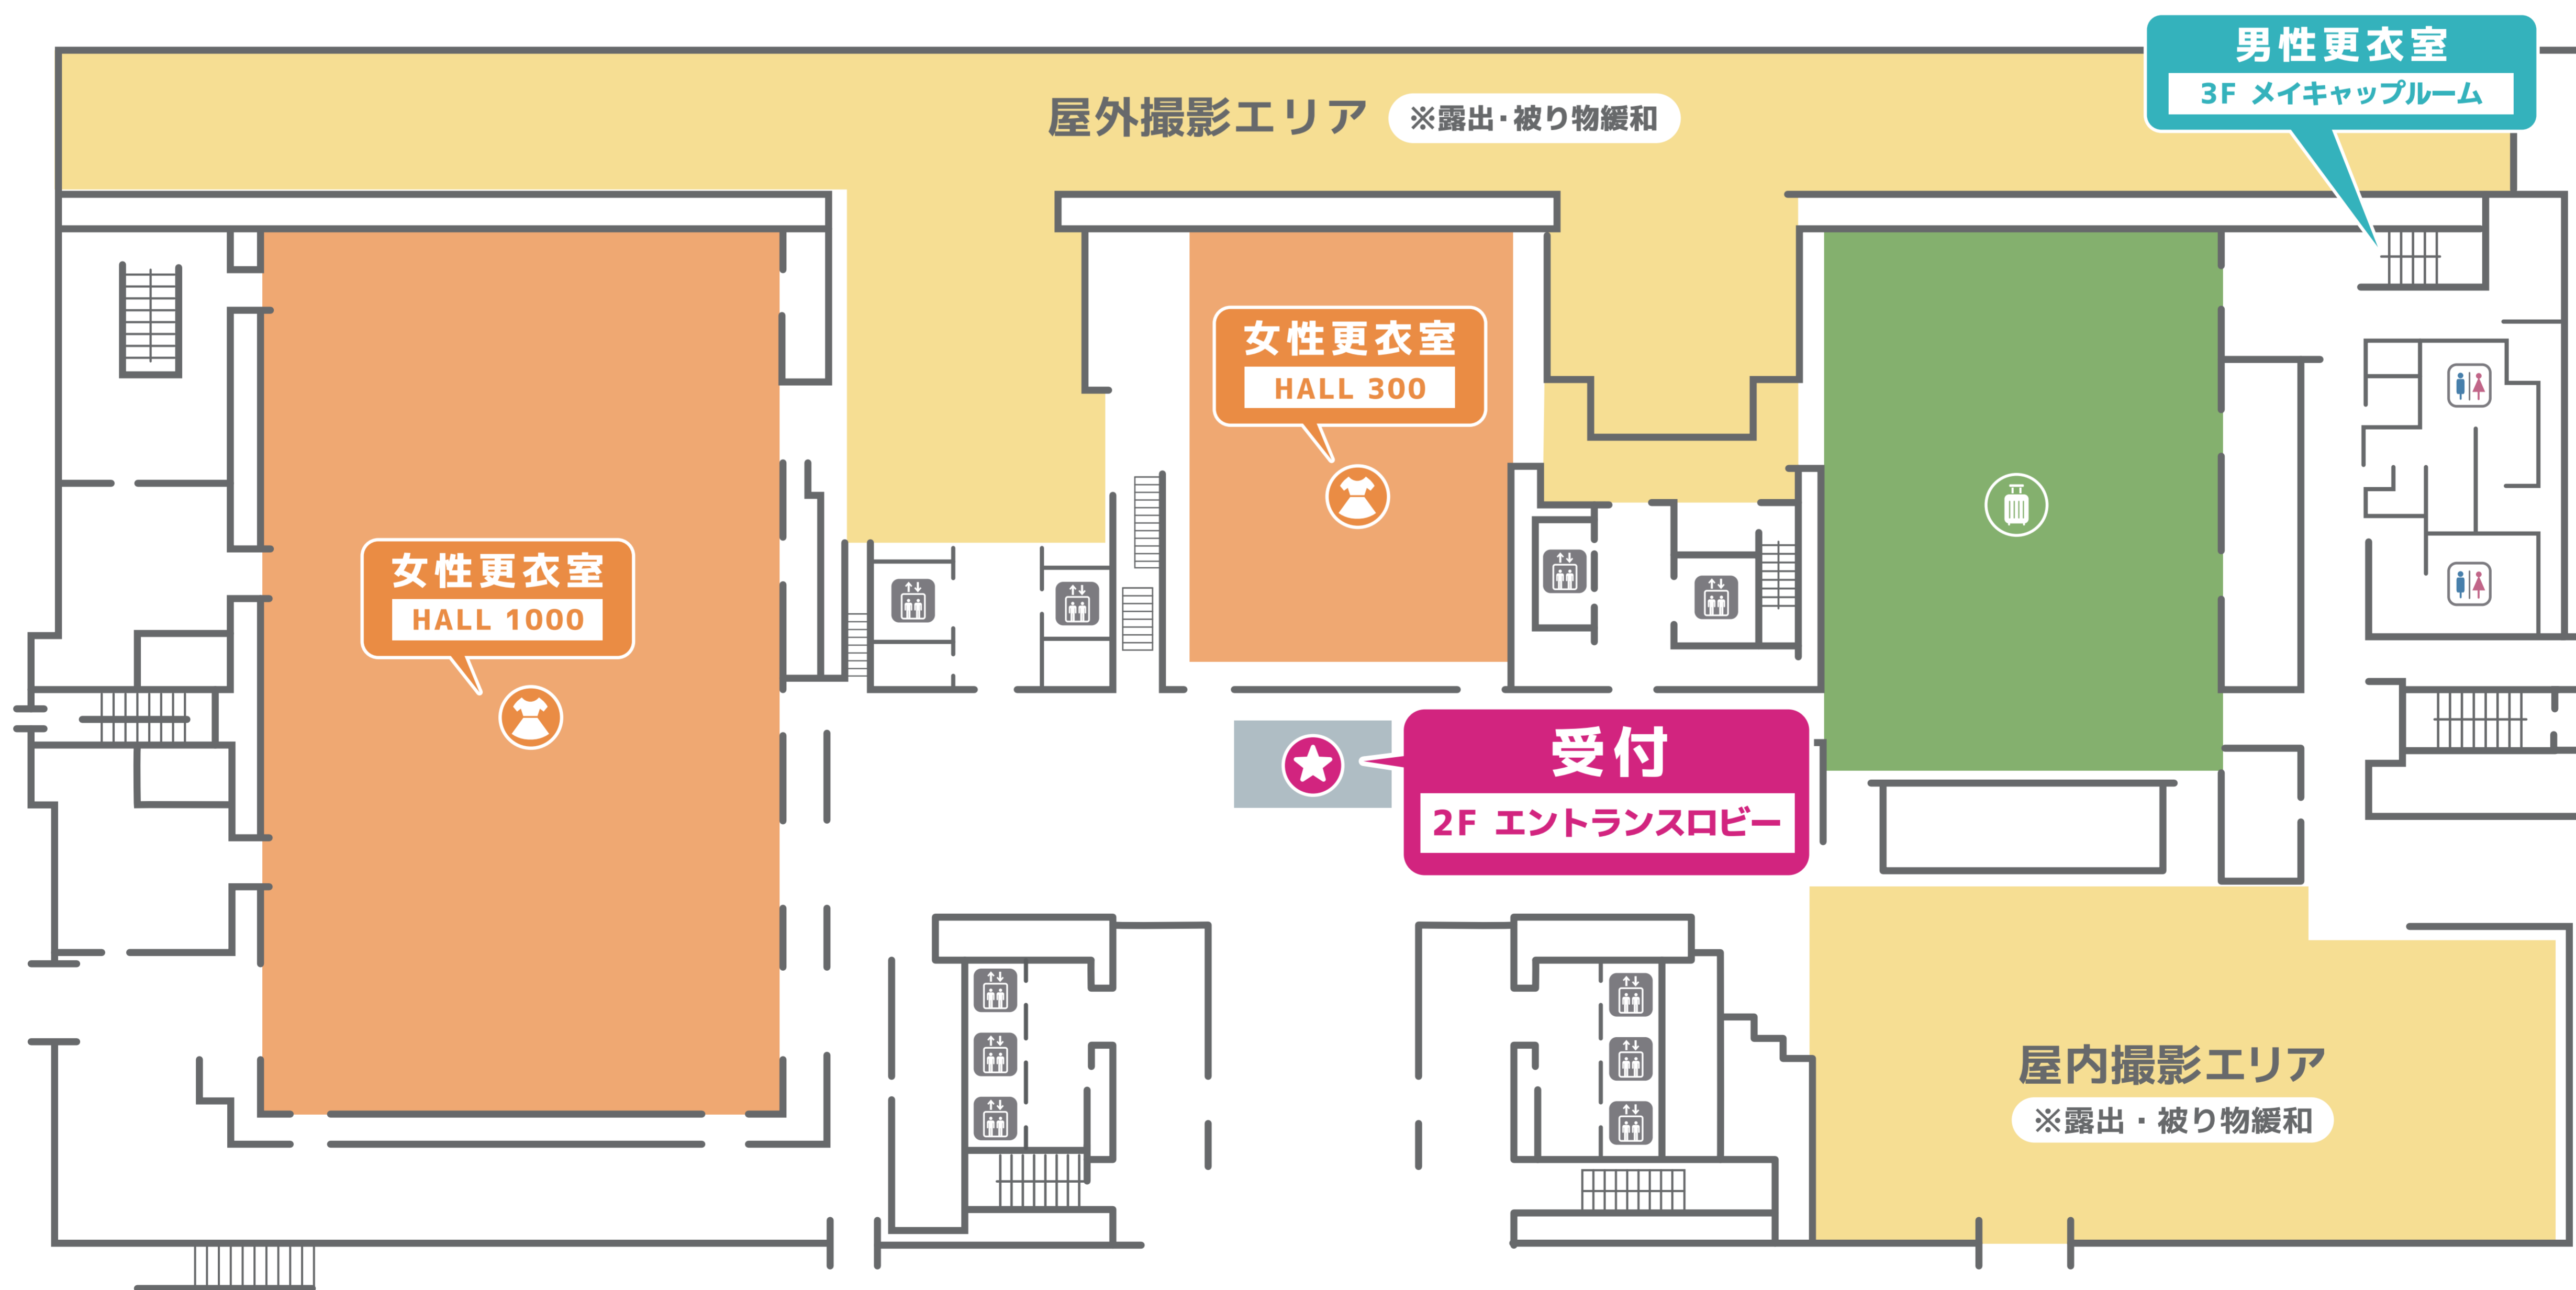 男性更衣室
3F メイキャップルーム
屋外撮影エリア ※露出・被り物緩和
女性更衣室
HALL 300
女性更衣室
HALL 1000
受付
2F エントランスロビー
屋内撮影エリア
※露出・被り物緩和